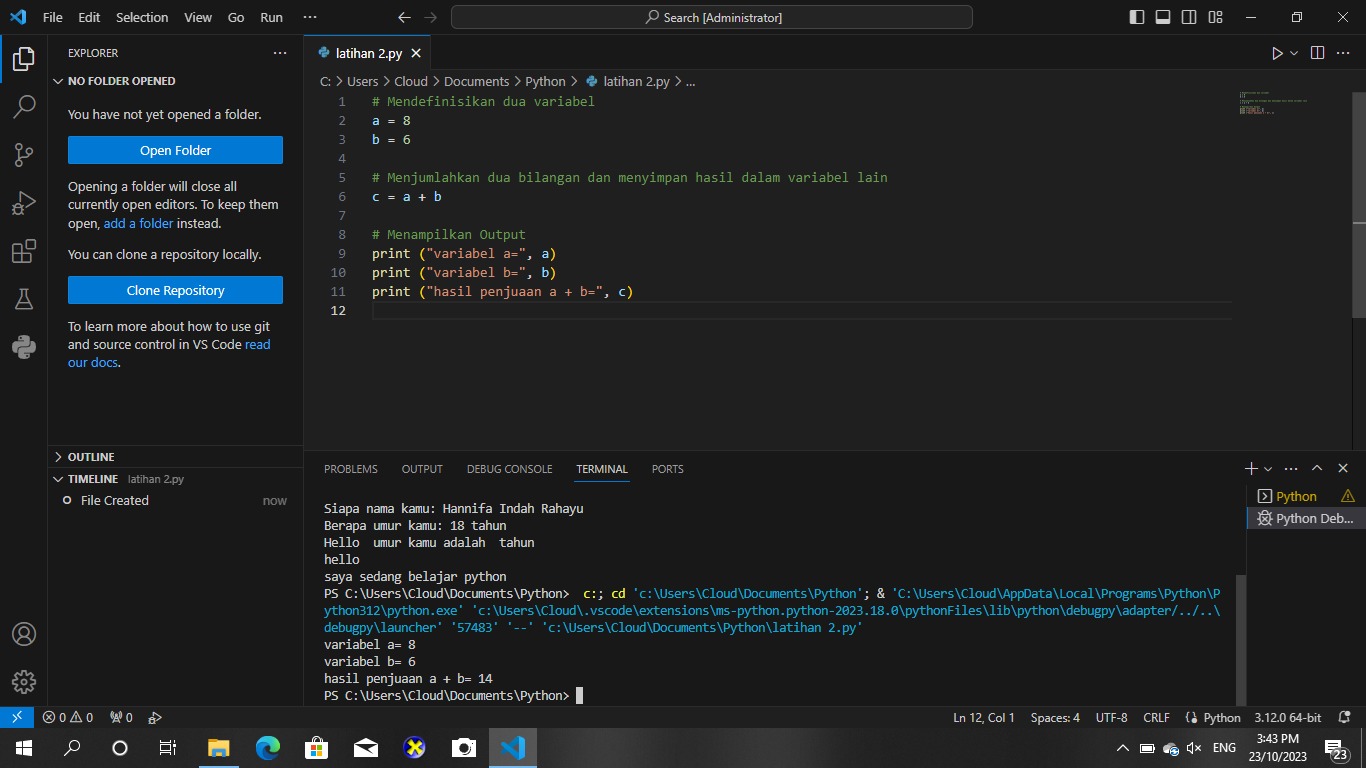 File Edit Selection View Go Run ··· Search [Administrator]
EXPLORER ···
NO FOLDER OPENED
You have not yet opened a folder.
Open Folder
Opening a folder will close all
currently open editors. To keep them
open, add a folder instead.
You can clone a repository locally.
Clone Repository
To learn more about how to use git
and source control in VS Code read
our docs.
OUTLINE
TIMELINE latihan 2.py
File Created now
latihan 2.py
C: > Users > Cloud > Documents > Python > latihan 2.py > ...
1 # Mendefinisikan dua variabel
2 a = 8
3 b = 6
4
5 # Menjumlahkan dua bilangan dan menyimpan hasil dalam variabel lain
6 c = a + b
7
8 # Menampilkan Output
9 print ("variabel a=", a)
10 print ("variabel b=", b)
11 print ("hasil penjuaan a + b=", c)
12
PROBLEMS OUTPUT DEBUG CONSOLE TERMINAL PORTS
Siapa nama kamu: Hannifa Indah Rahayu
Berapa umur kamu: 18 tahun
Hello  umur kamu adalah  tahun
hello
saya sedang belajar python
PS C:\Users\Cloud\Documents\Python>  c:; cd 'c:\Users\Cloud\Documents\Python'; & 'C:\Users\Cloud\AppData\Local\Programs\Python\P
ython312\python.exe' 'c:\Users\Cloud\.vscode\extensions\ms-python.python-2023.18.0\pythonFiles\lib\python\debugpy\adapter/../..\
debugpy\launcher' '57483' '--' 'c:\Users\Cloud\Documents\Python\latihan 2.py'
variabel a= 8
variabel b= 6
hasil penjuaan a + b= 14
PS C:\Users\Cloud\Documents\Python>
Python
Python Deb...
0 0 0 Ln 12, Col 1 Spaces: 4 UTF-8 CRLF Python 3.12.0 64-bit
ENG 3:43 PM
23/10/2023
23